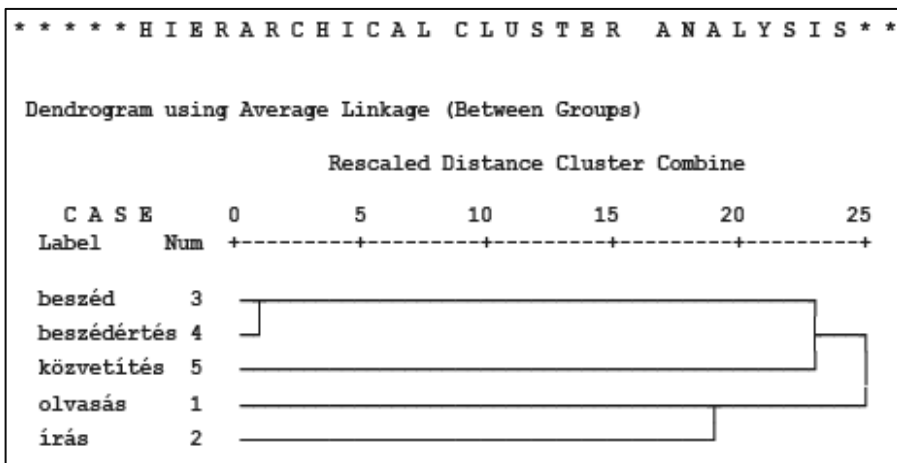 * * * * * H I E R A R C H I C A L  C L U S T E R  A N A L Y S I S * *
Dendrogram using Average Linkage (Between Groups)
Rescaled Distance Cluster Combine
C A S E 0 5 10 15 20 25
Label Num +---------+---------+---------+---------+---------+
beszéd 3
beszédértés 4
közvetítés 5
olvasás 1
írás 2